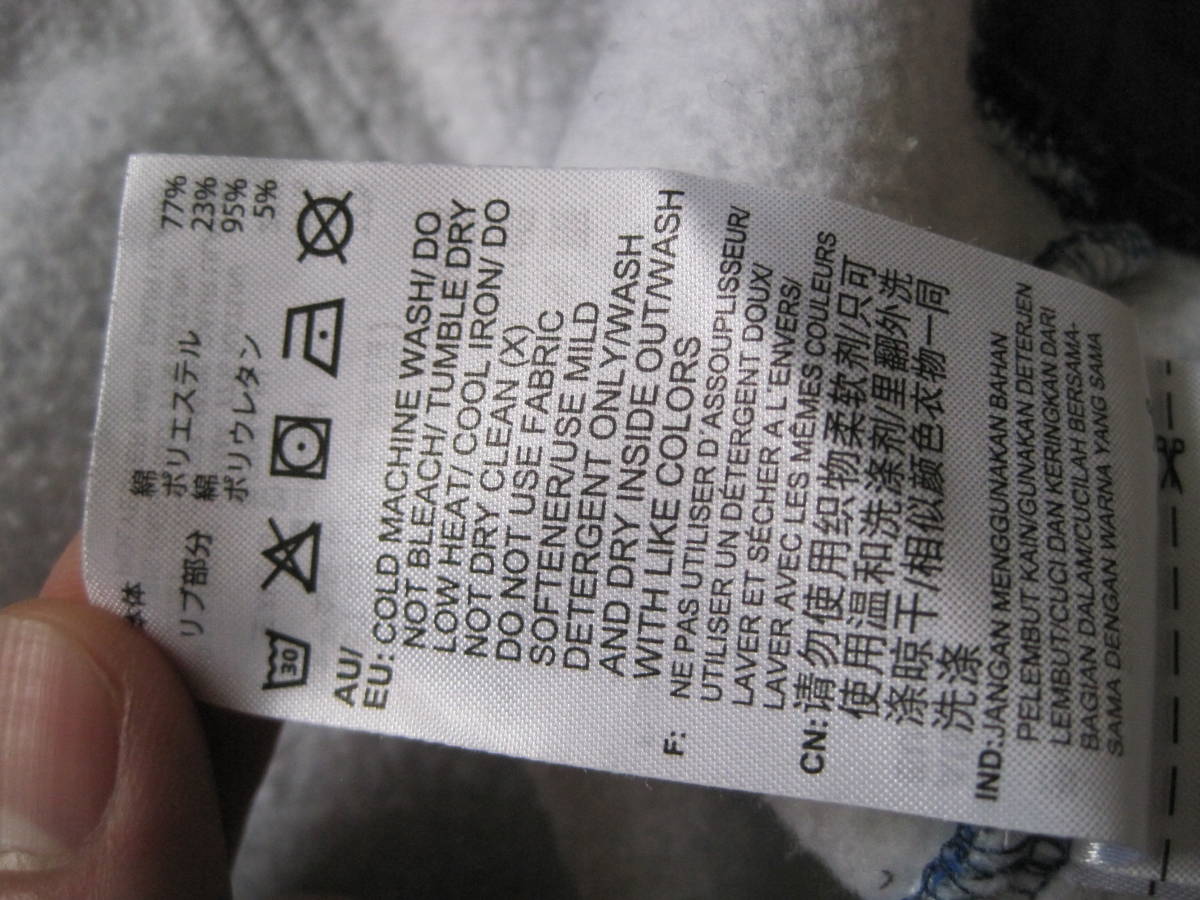 本体 綿 77%
ポリエステル 23%
リブ部分 綿 95%
ポリウレタン 5%
30
AU/
EU: COLD MACHINE WASH/ DO
NOT BLEACH/ TUMBLE DRY
LOW HEAT/ COOL IRON/ DO
NOT DRY CLEAN (X)
DO NOT USE FABRIC
SOFTENER/USE MILD
DETERGENT ONLY/WASH
AND DRY INSIDE OUT/WASH
WITH LIKE COLORS
F: NE PAS UTILISER D'ASSOUPLISSEUR/
UTILISER UN DÉTERGENT DOUX/
LAVER ET SÉCHER A L'ENVERS/
LAVER AVEC LES MÊMES COULEURS
CN: 请勿使用织物柔软剂/只可
使用温和洗涤剂/里翻外洗
涤晾干/相似颜色衣物一同
洗涤
IND: JANGAN MENGGUNAKAN BAHAN
PELEMBUT KAIN/GUNAKAN DETERJEN
LEMBUT/CUCI DAN KERINGKAN DARI
BAGIAN DALAM/CUCILAH BERSAMA-
SAMA DENGAN WARNA YANG SAMA